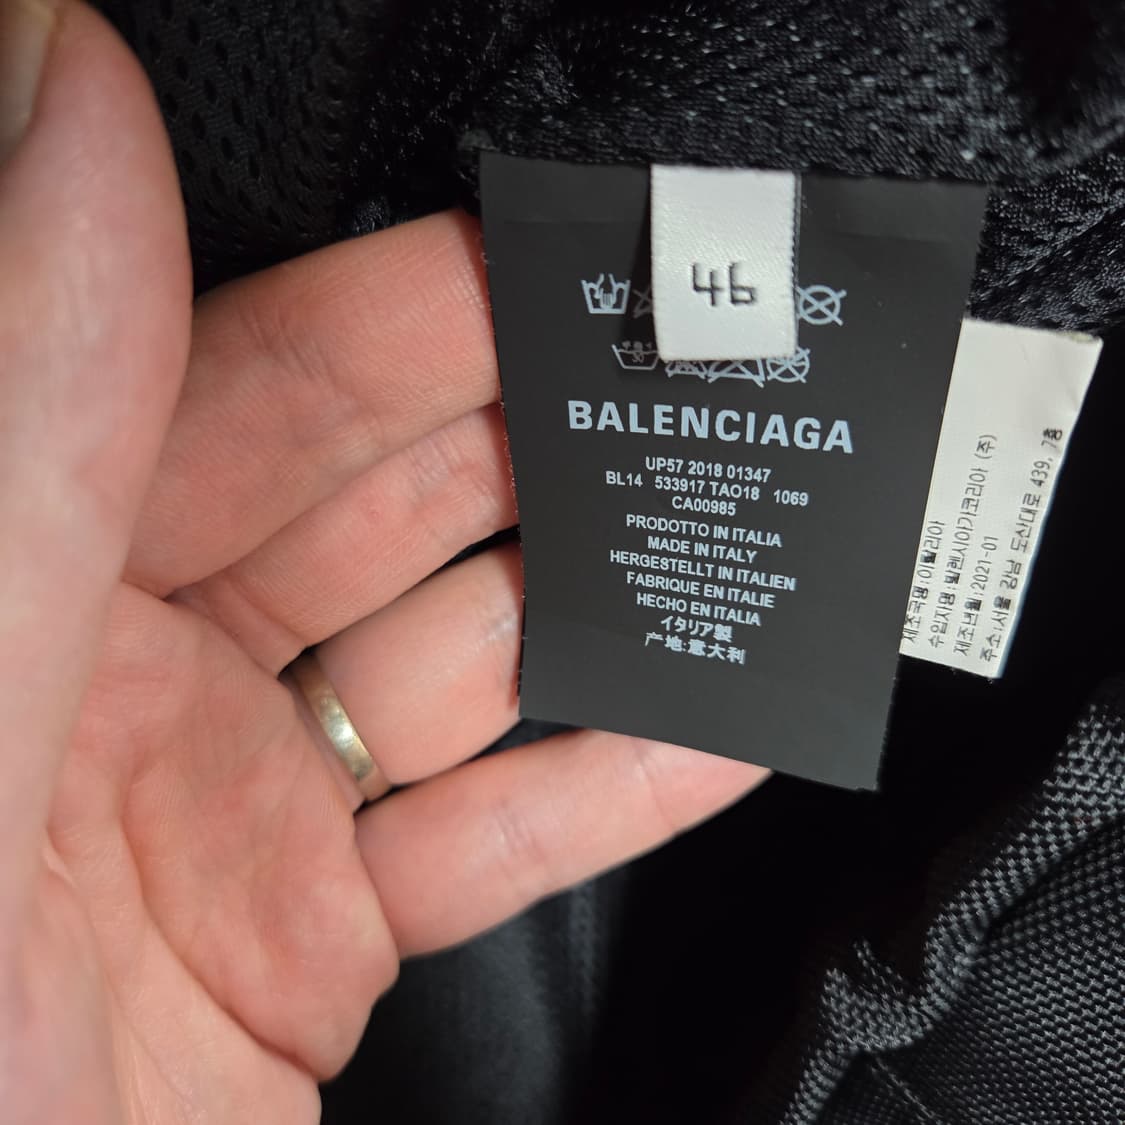 46
30
BALENCIAGA
UP57 2018 01347
BL14 533917 TAO18 1069
CA00985
PRODOTTO IN ITALIA
MADE IN ITALY
HERGESTELLT IN ITALIEN
FABRIQUE EN ITALIE
HECHO EN ITALIA
イタリア製
产地:意大利
제조국명:이탈리아
수입자명:발렌시아가코리아 (주)
제조년월:2021-01
주소:서울 강남 도산대로 439, 7층